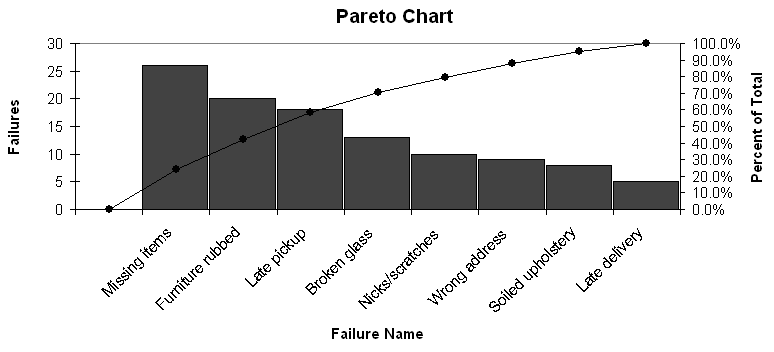 Pareto Chart
30
25
20
15
10
5
0
Failures
100.0%
90.0%
80.0%
70.0%
60.0%
50.0%
40.0%
30.0%
20.0%
10.0%
0.0%
Percent of Total
Missing items
Furniture rubbed
Late pickup
Broken glass
Nicks/scratches
Wrong address
Soiled upholstery
Late delivery
Failure Name